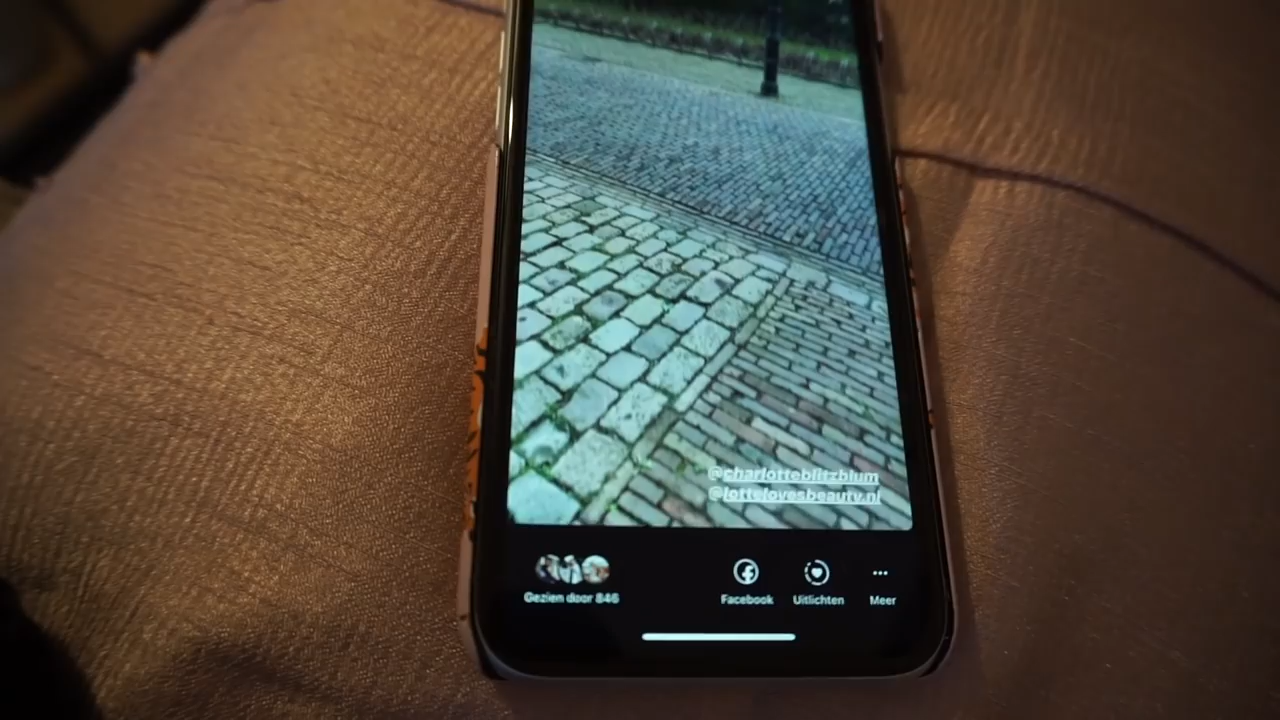 @charlotteblitzblum
@lottelovesbeauty.nl
Gezien door 846
Facebook
Uitlichten
Meer